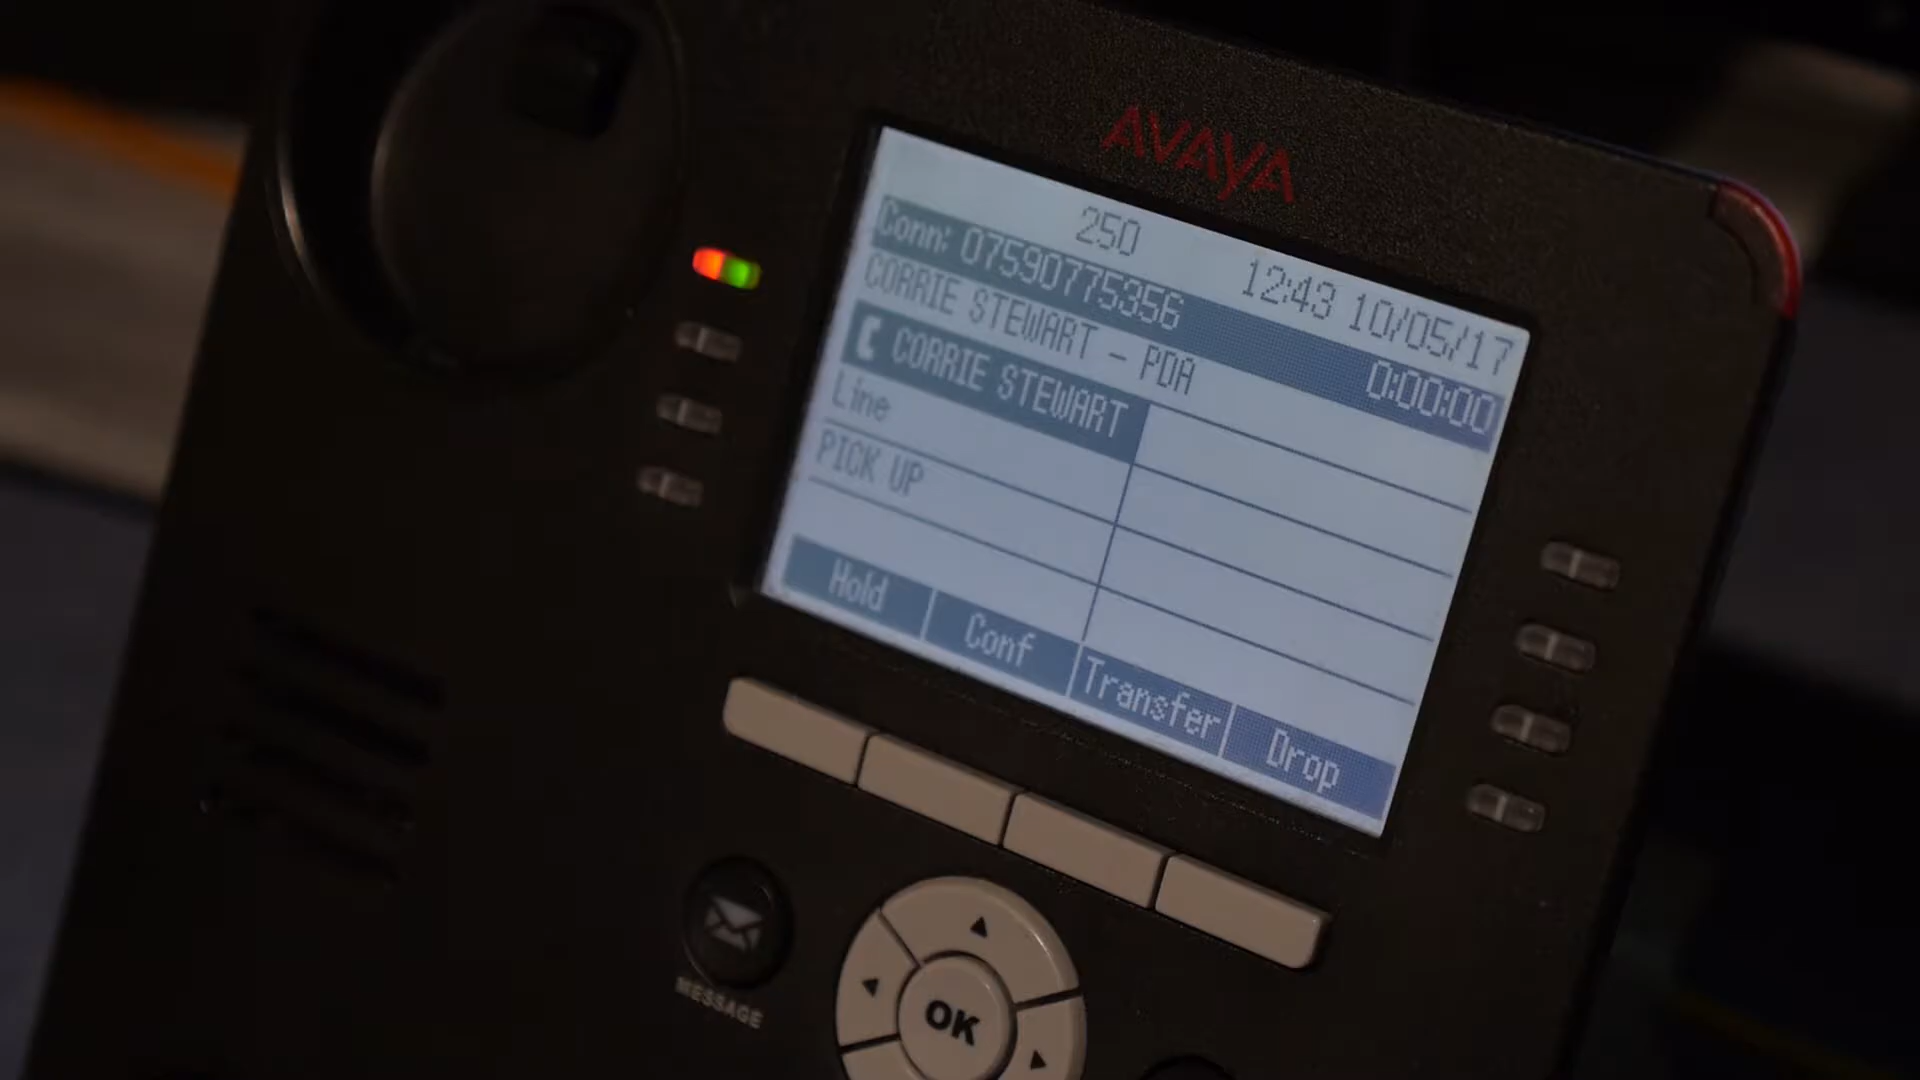 AVAYA
250 12:43 10/05/17
Conn: 07590775356 0:00:00
CORRIE STEWART - PDA
CORRIE STEWART
Line
PICK UP
Hold Conf Transfer Drop
MESSAGE
OK